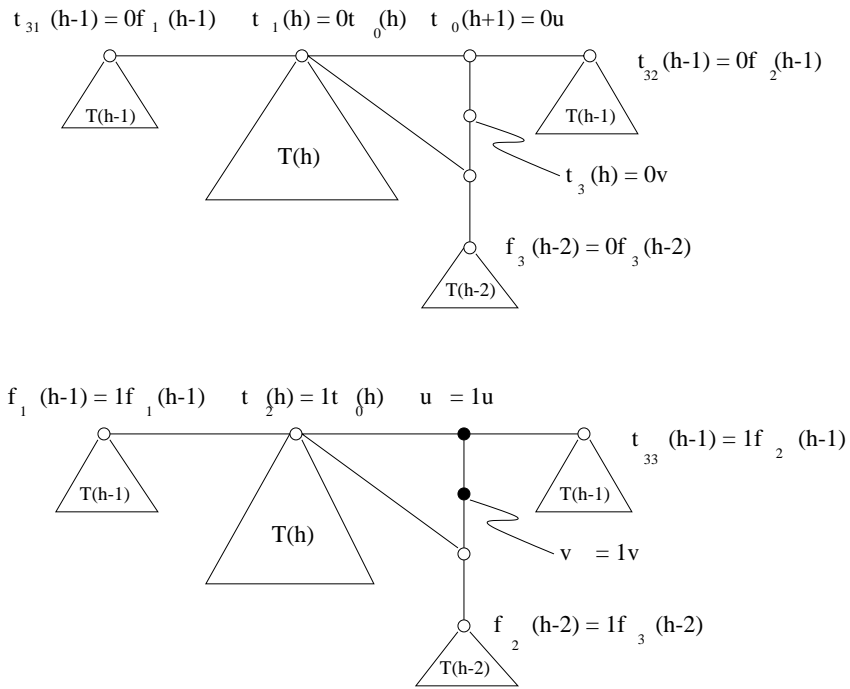 t 31 (h-1) = 0f 1 (h-1) t 1 (h) = 0t 0 (h) t 0 (h+1) = 0u
t 32 (h-1) = 0f 2 (h-1)
T(h-1)
T(h-1)
T(h)
t 3 (h) = 0v
f 3 (h-2) = 0f 3 (h-2)
T(h-2)
f 1 (h-1) = 1f 1 (h-1) t 2 (h) = 1t 0 (h) u = 1u
t 33 (h-1) = 1f 2 (h-1)
T(h-1)
T(h-1)
T(h)
v = 1v
f 2 (h-2) = 1f 3 (h-2)
T(h-2)